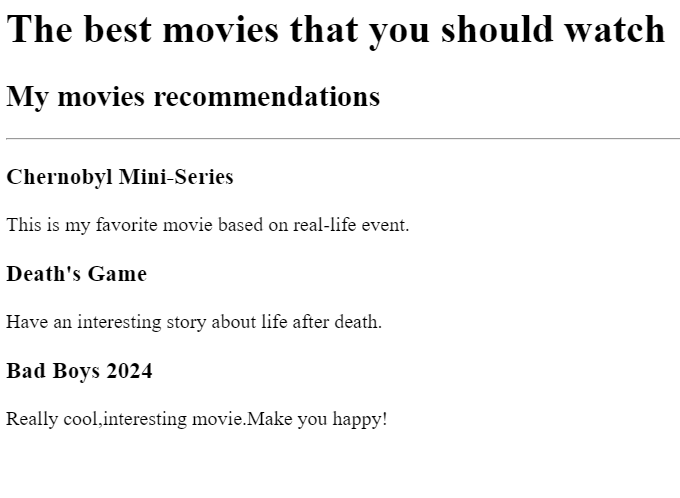 The best movies that you should watch
My movies recommendations
Chernobyl Mini-Series
This is my favorite movie based on real-life event.
Death's Game
Have an interesting story about life after death.
Bad Boys 2024
Really cool,interesting movie.Make you happy!